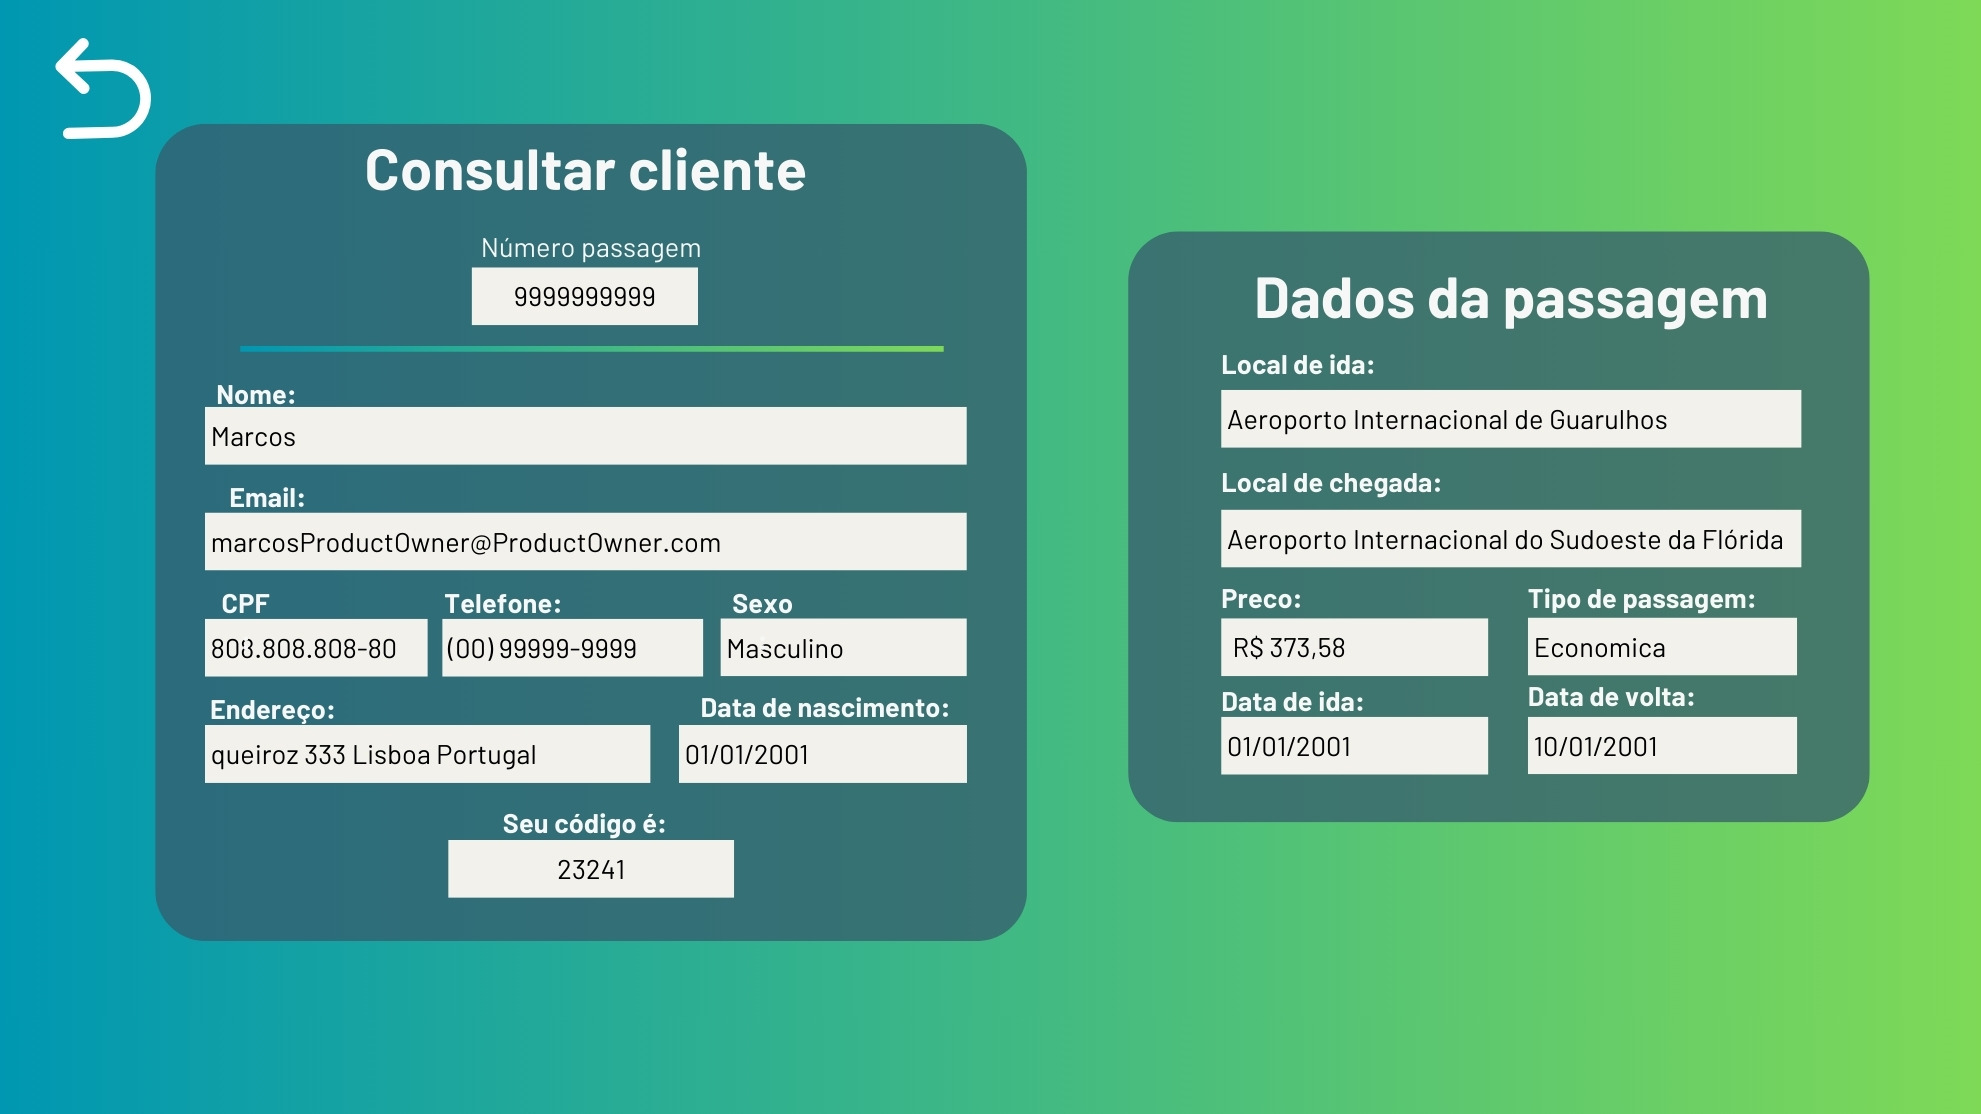 Consultar cliente
Número passagem
9999999999
Nome:
Marcos
Email:
marcosProductOwner@ProductOwner.com
CPF Telefone: Sexo
808.808.808-80 (00) 99999-9999 Masculino
Endereço: Data de nascimento:
queiroz 333 Lisboa Portugal 01/01/2001
Seu código é:
23241
Dados da passagem
Local de ida:
Aeroporto Internacional de Guarulhos
Local de chegada:
Aeroporto Internacional do Sudoeste da Flórida
Preco: Tipo de passagem:
R$ 373,58 Economica
Data de ida: Data de volta:
01/01/2001 10/01/2001